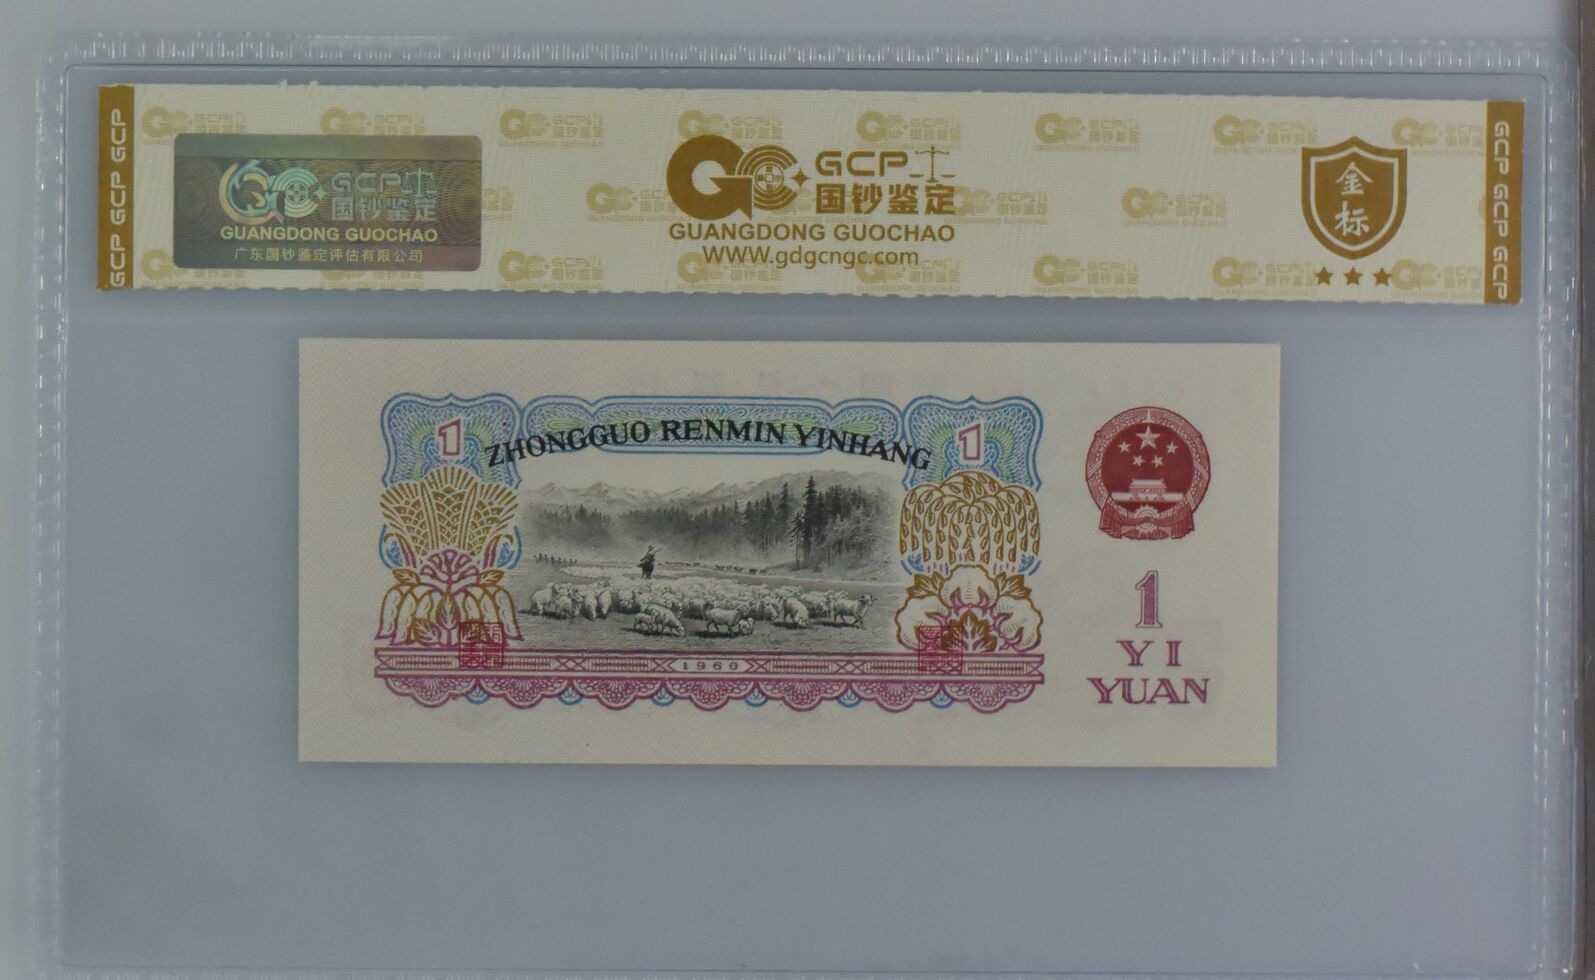 GCP GCP GCP
GCP 国钞鉴定
GUANGDONG GUOCHAO
广东国钞鉴定评估有限公司
GCP
国钞鉴定
GUANGDONG GUOCHAO
WWW.gdgcngc.com
金标
GCP GCP GCP
1
ZHONGGUO RENMIN YINHANG
1
1960
1
YI
YUAN